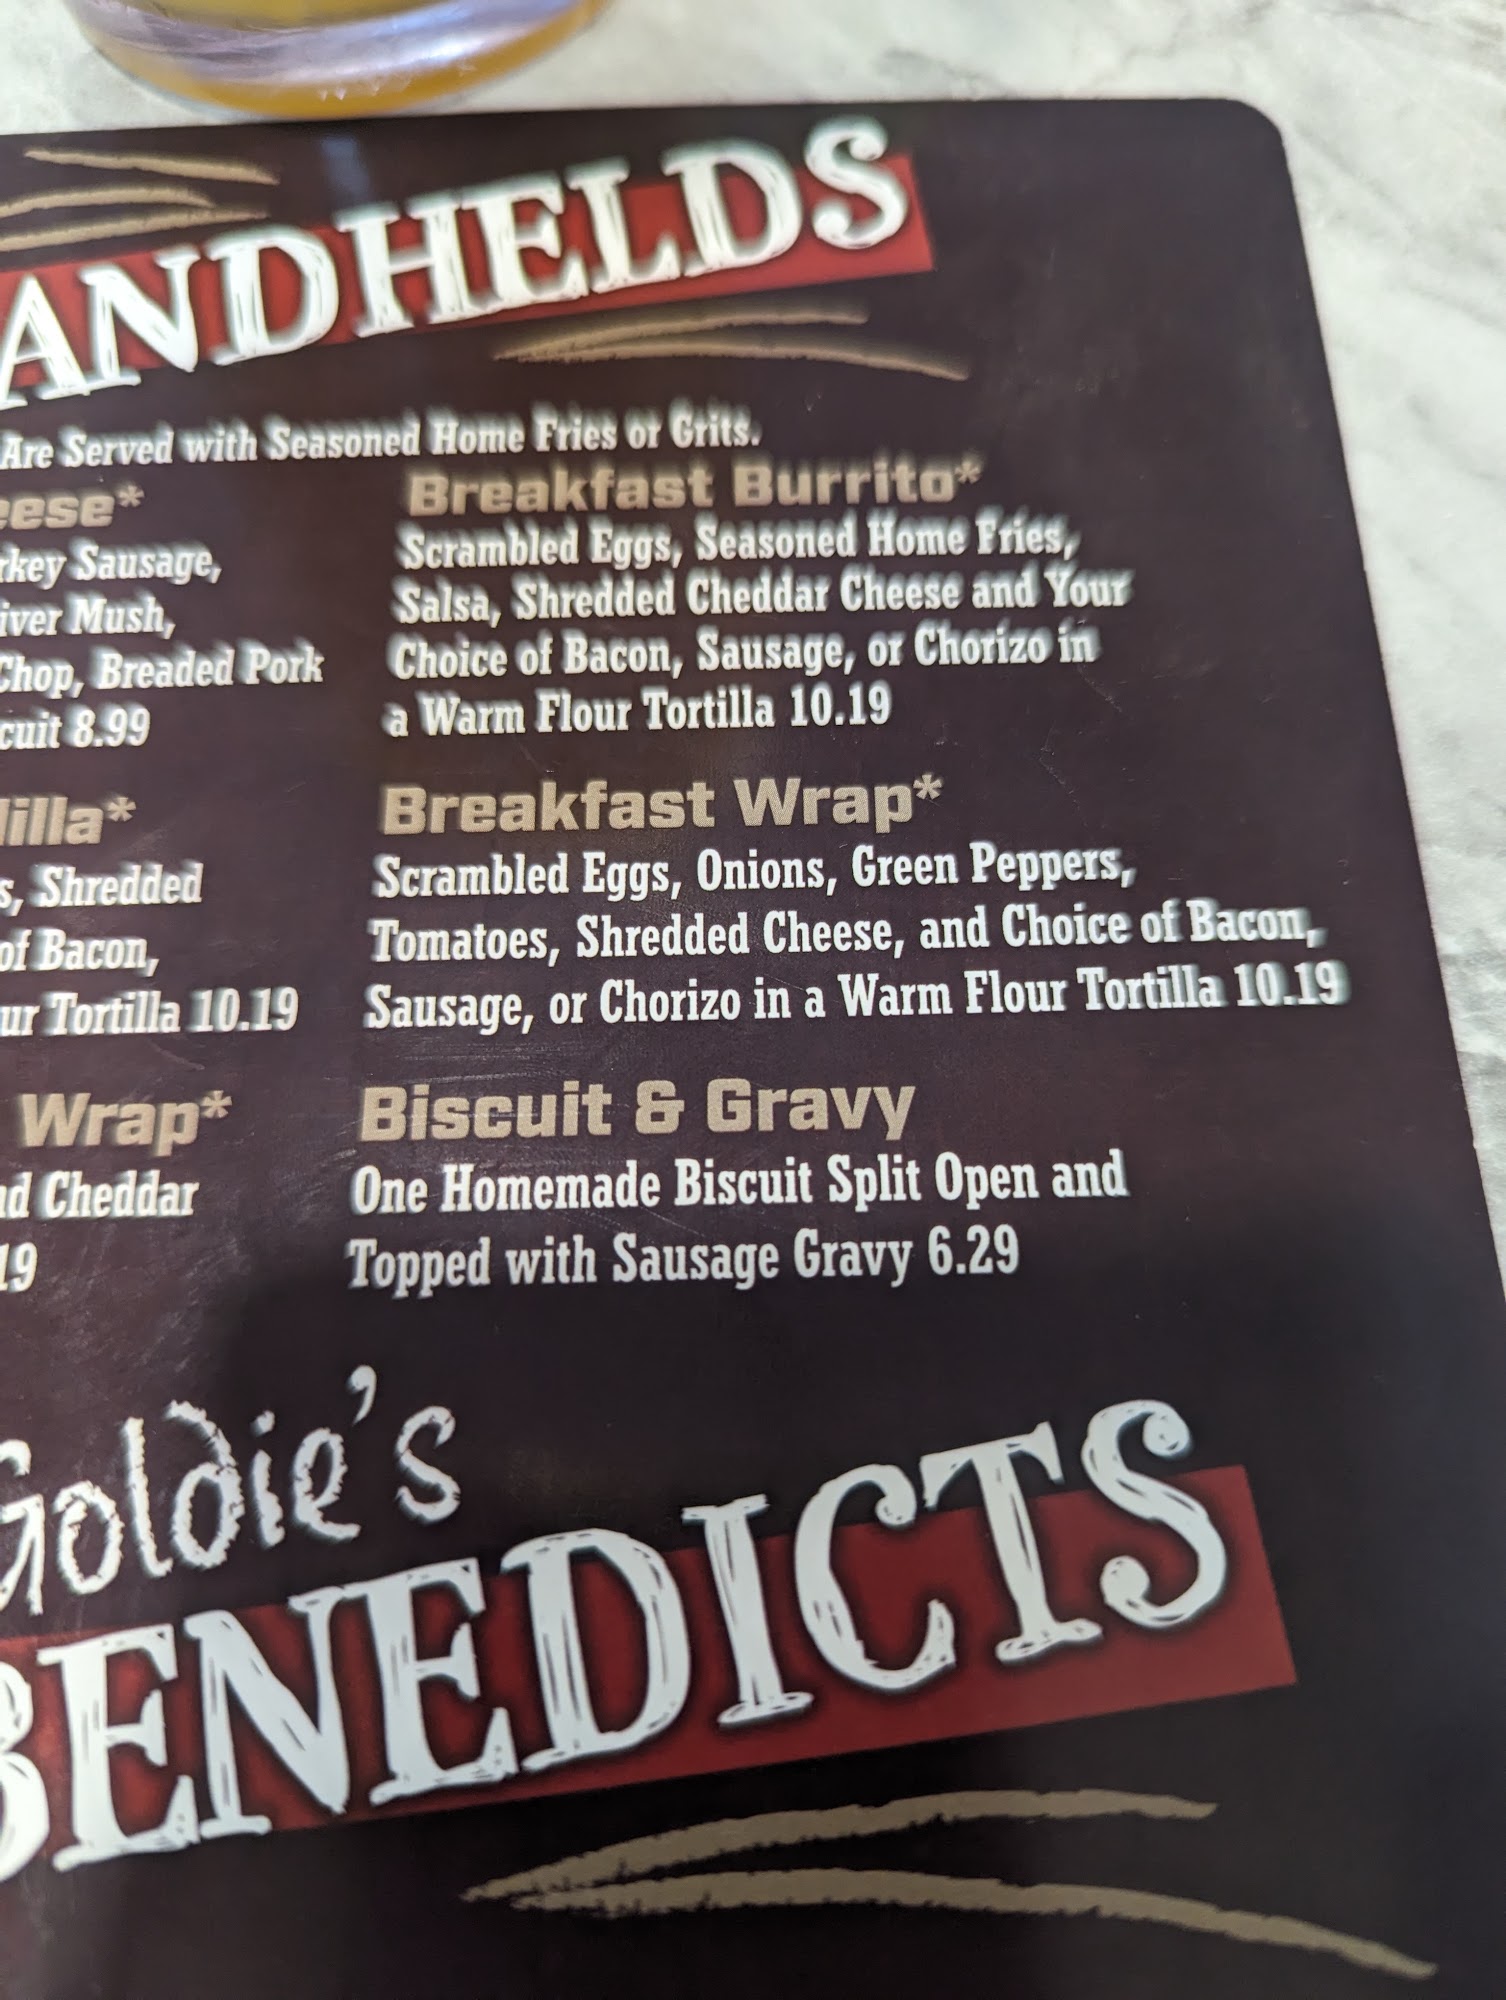 ANDHELDS
Are Served with Seasoned Home Fries or Grits.
eese*
rkey Sausage,
iver Mush,
Chop, Breaded Pork
cuit 8.99
Breakfast Burrito*
Scrambled Eggs, Seasoned Home Fries,
Salsa, Shredded Cheddar Cheese and Your
Choice of Bacon, Sausage, or Chorizo in
a Warm Flour Tortilla 10.19
illa*
s, Shredded
of Bacon,
ur Tortilla 10.19
Breakfast Wrap*
Scrambled Eggs, Onions, Green Peppers,
Tomatoes, Shredded Cheese, and Choice of Bacon,
Sausage, or Chorizo in a Warm Flour Tortilla 10.19
Wrap*
nd Cheddar
19
Biscuit & Gravy
One Homemade Biscuit Split Open and
Topped with Sausage Gravy 6.29
Goldie's
BENEDICTS